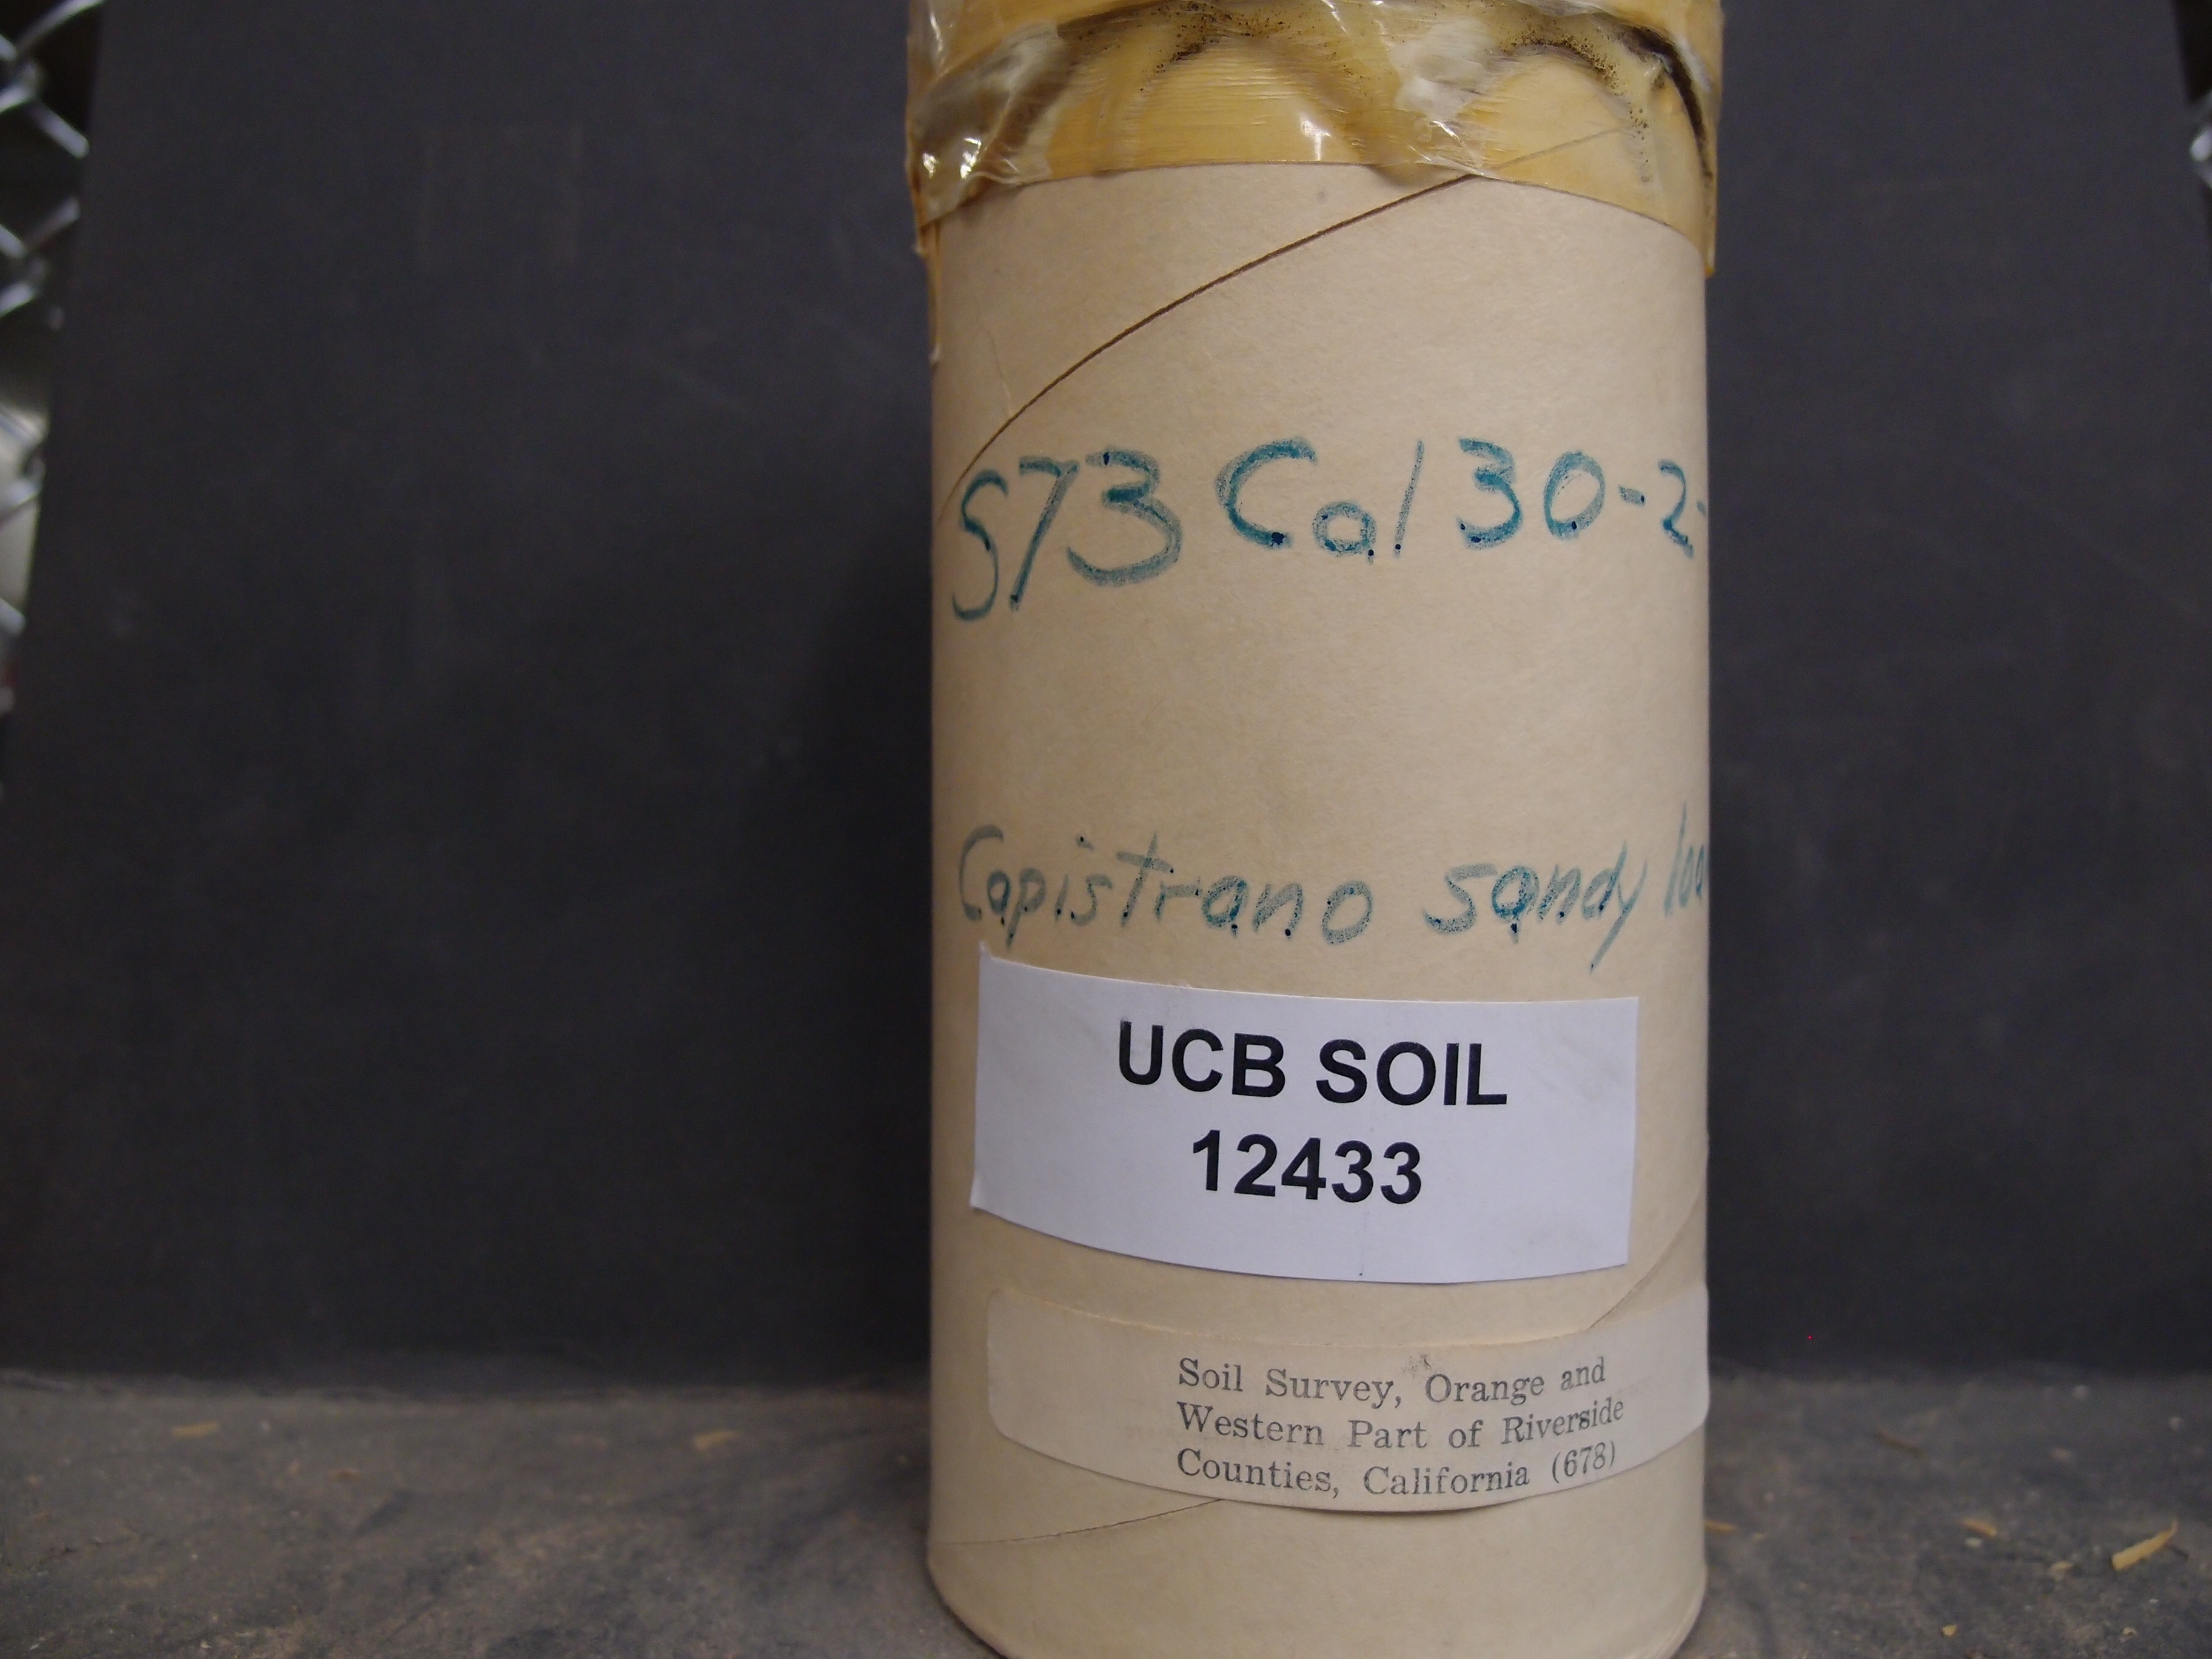 S73 Cal 30-2-
Capistrano sandy
UCB SOIL
12433
Soil Survey, Orange and
Western Part of Riverside
Counties, California (678)